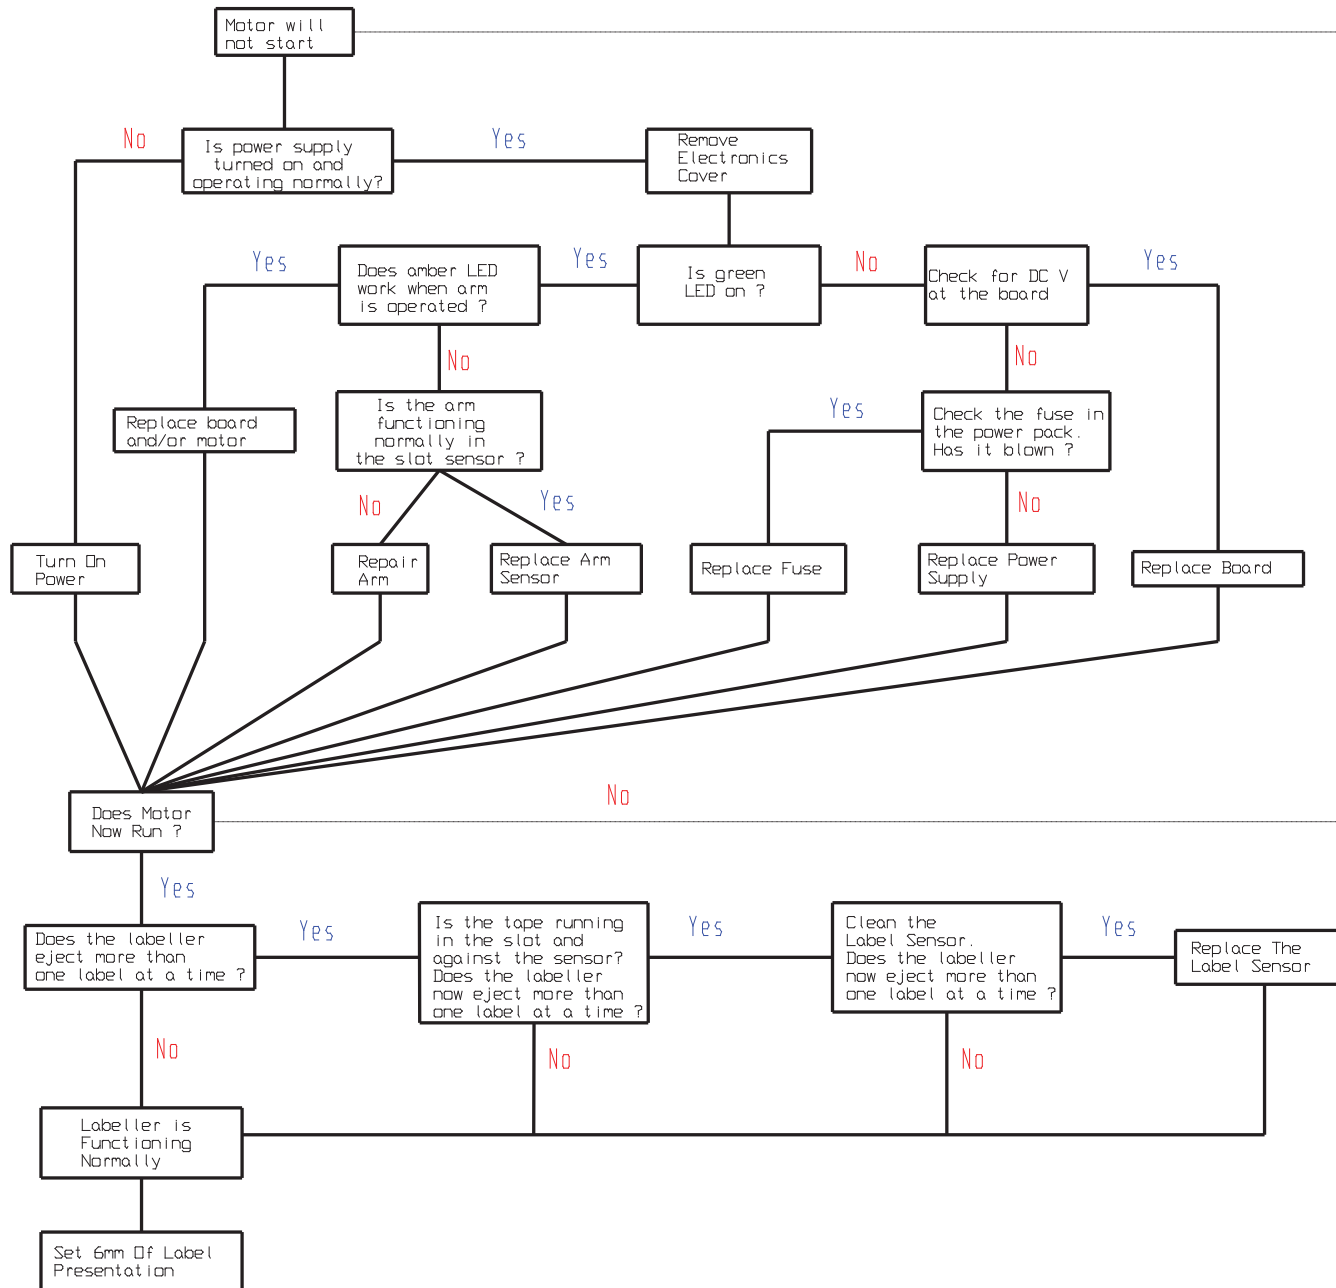 Motor will
not start
No
Is power supply
turned on and
operating normally?
Yes
Remove
Electronics
Cover
Yes
Does amber LED
work when arm
is operated ?
Yes
Is green
LED on ?
No
Check for DC V
at the board
Yes
No
No
Replace board
and/or motor
Is the arm
functioning
normally in
the slot sensor ?
Yes
Check the fuse in
the power pack.
Has it blown ?
No
Yes
No
Turn On
Power
Repair
Arm
Replace Arm
Sensor
Replace Fuse
Replace Power
Supply
Replace Board
Does Motor
Now Run ?
No
Yes
Does the labeller
eject more than
one label at a time ?
Yes
Is the tape running
in the slot and
against the sensor?
Does the labeller
now eject more than
one label at a time ?
Yes
Clean the
Label Sensor.
Does the labeller
now eject more than
one label at a time ?
Yes
Replace The
Label Sensor
No
No
No
Labeller is
Functioning
Normally
Set 6mm Of Label
Presentation